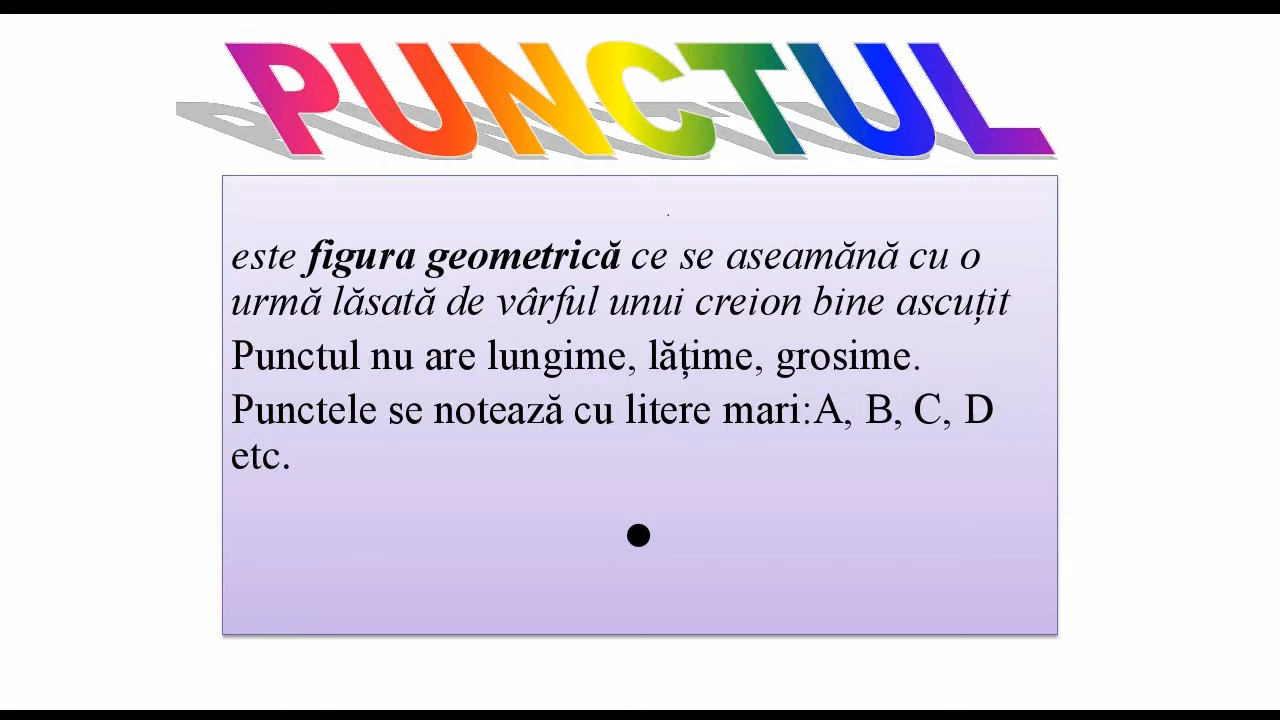 PUNCTUL
.
este figura geometrică ce se aseamănă cu o
urmă lăsată de vârful unui creion bine ascuțit
Punctul nu are lungime, lățime, grosime.
Punctele se notează cu litere mari:A, B, C, D
etc.